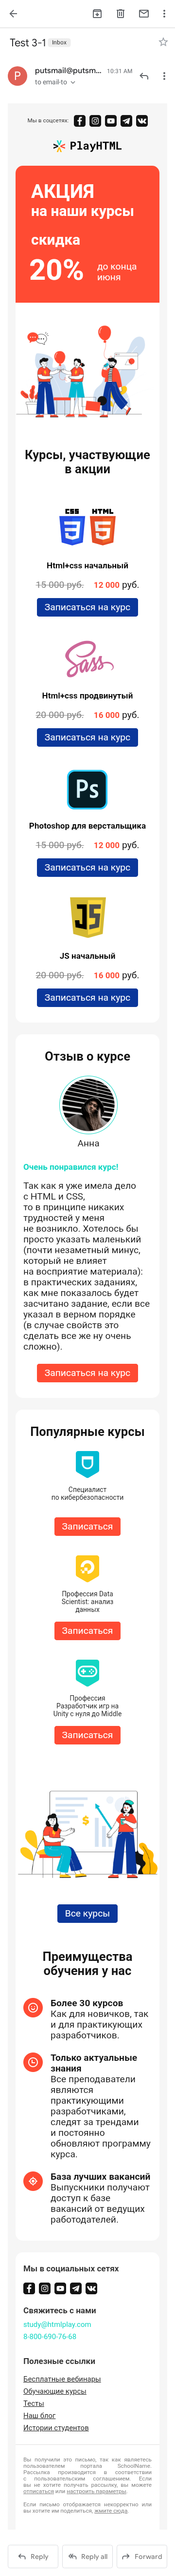 Test 3-1 Inbox
P
putsmail@putsm... 10:31 AM
to email-to
Мы в соцсетях:
PlayHTML
АКЦИЯ
на наши курсы
скидка
20% до конца
июня
Курсы, участвующие
в акции
CSS HTML
3 5
Html+css начальный
15 000 руб. 12 000 руб.
Записаться на курс
Sass
Html+css продвинутый
20 000 руб. 16 000 руб.
Записаться на курс
Ps
Photoshop для верстальщика
15 000 руб. 12 000 руб.
Записаться на курс
JS
JS начальный
20 000 руб. 16 000 руб.
Записаться на курс
Отзыв о курсе
Анна
Очень понравился курс!
Так как я уже имела дело
с HTML и CSS,
то в принципе никаких
трудностей у меня
не возникло. Хотелось бы
просто указать маленький
(почти незаметный минус,
который не влияет
на восприятие материала):
в практических заданиях,
как мне показалось будет
засчитано задание, если все
указал в верном порядке
(в случае свойств это
сделать все же ну очень
сложно).
Записаться на курс
Популярные курсы
Специалист
по кибербезопасности
Записаться
Профессия Data
Scientist: анализ
данных
Записаться
Профессия
Разработчик игр на
Unity с нуля до Middle
Записаться
Все курсы
Преимущества
обучения у нас
Более 30 курсов
Как для новичков, так
и для практикующих
разработчиков.
Только актуальные
знания
Все преподаватели
являются
практикующими
разработчиками,
следят за трендами
и постоянно
обновляют программу
курса.
База лучших вакансий
Выпускники получают
доступ к базе
вакансий от ведущих
работодателей.
Мы в социальных сетях
Свяжитесь с нами
study@htmlplay.com
8-800-690-76-68
Полезные ссылки
Бесплатные вебинары
Обучающие курсы
Тесты
Наш блог
Истории студентов
Вы получили это письмо, так как являетесь
пользователем портала SchoolName.
Рассылка производится в соответствии
с пользовательским соглашением. Если
вы не хотите получать рассылку, вы можете
отписаться или настроить параметры.
Если письмо отображается некорректно или
вы хотите им поделиться, жмите сюда.
Reply Reply all Forward